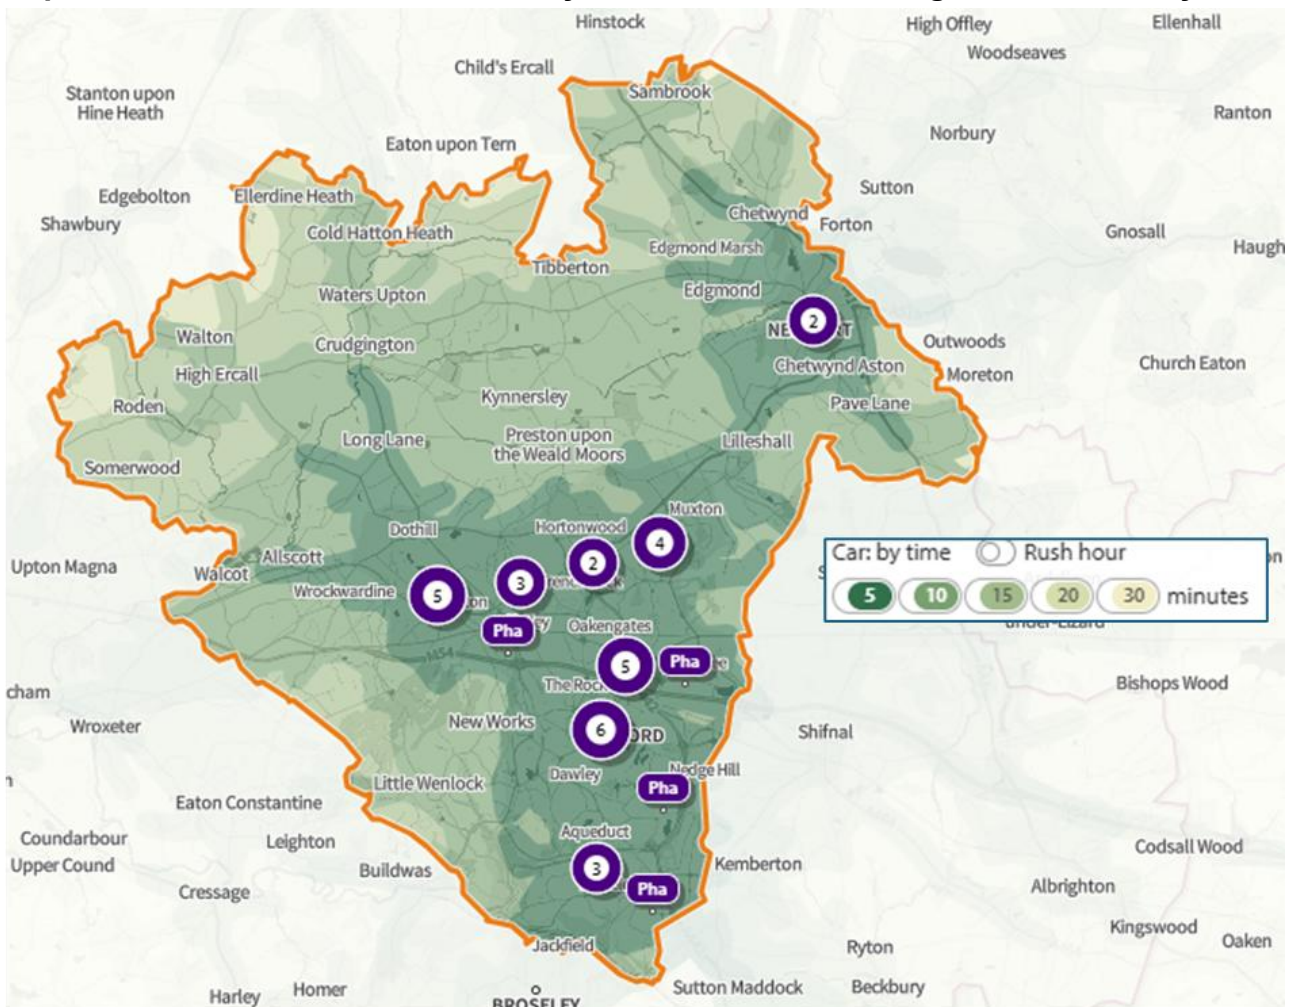 Hinstock
High Offley
Ellenhall
Woodseaves
Child's Ercall
Stanton upon
Hine Heath
Sambrook
Ranton
Norbury
Eaton upon Tern
Edgebolton
Ellerdine Heath
Sutton
Shawbury
Chetwynd
Forton
Cold Hatton Heath
Gnosall
Edgmond Marsh
Haugh
Tibberton
Waters Upton
Edgmond
2
Walton
Crudgington
Outwoods
Chetwynd Aston
Church Eaton
High Ercall
Moreton
Kynnersley
Roden
Pave Lane
Long Lane
Preston upon
the Weald Moors
Lilleshall
Somerwood
Muxton
Dothill
Hortonwood
4
Car: by time
Rush hour
Allscott
2
Upton Magna
Walcot
3
Wrockwardine
5
5 10 15 20 30 minutes
Pha
Oakengates
M54
5
Pha
The Rock
Bishops Wood
cham
Wroxeter
New Works
6
ORD
Shifnal
Dawley
Nedge Hill
Little Wenlock
Pha
Eaton Constantine
Aqueduct
Coundarbour
Leighton
Codsall Wood
Upper Cound
Buildwas
3
Kemberton
Cressage
Pha
Albrighton
Kingswood
Jackfield
Ryton
Oaken
Harley
Homer
Sutton Maddock
Beckbury
BROSELEY